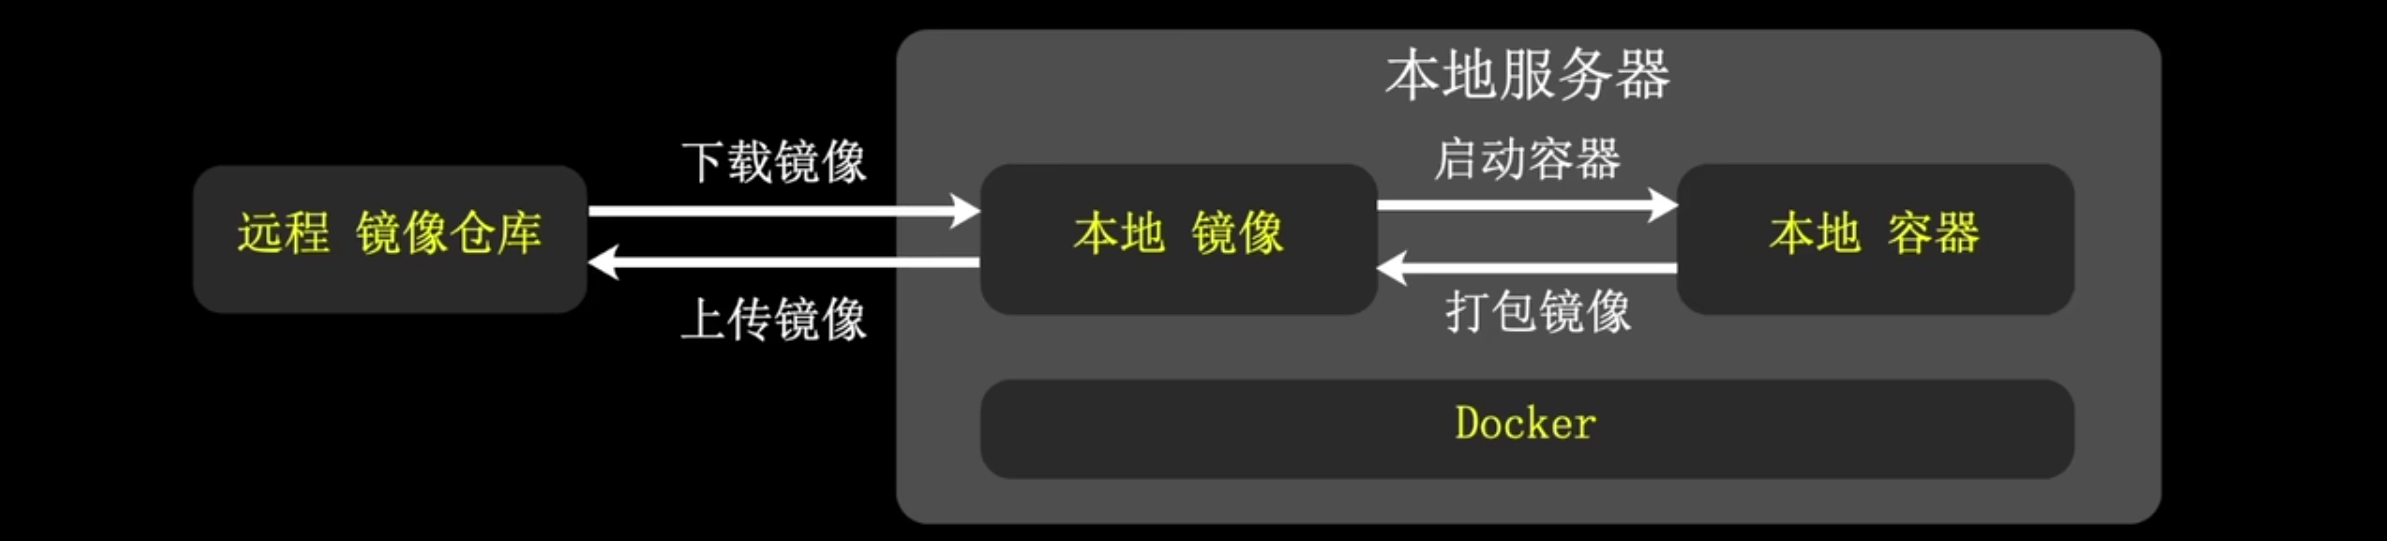 本地服务器
下载镜像
启动容器
远程 镜像仓库
本地 镜像
本地 容器
上传镜像
打包镜像
Docker